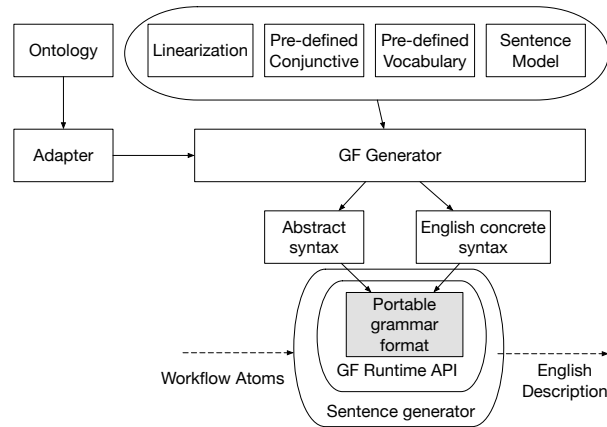 Ontology
Linearization
Pre-defined
Conjunctive
Pre-defined
Vocabulary
Sentence
Model
Adapter
GF Generator
Abstract
syntax
English concrete
syntax
Portable
grammar
format
GF Runtime API
Sentence generator
Workflow Atoms
English
Description